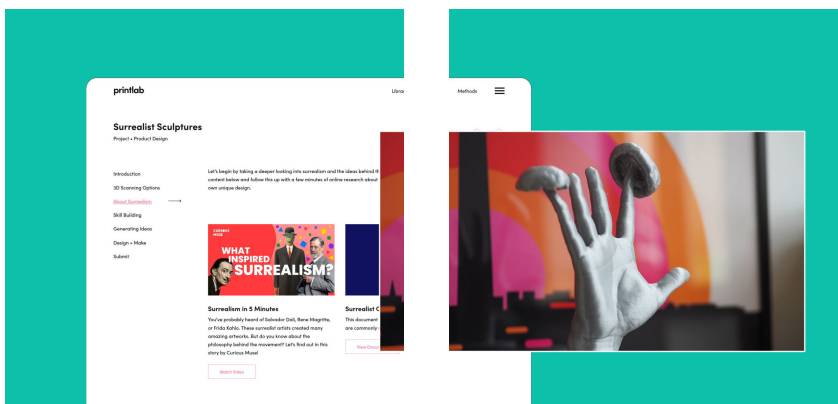 printlab
Methods
Surrealist Sculptures
Project • Product Design
Introduction
3D Scanning Options
About Surrealism
Skill Building
Generating Ideas
Design + Make
Submit
Let's begin by taking a deeper looking into surrealism and the ideas behind
content below and follow this up with a few minutes of online research about
own unique design.
CURIOUS
MUSE
WHAT
INSPIRED
SURREALISM?
Surrealism in 5 Minutes
You've probably heard of Salvador Dalí, Rene Magritte,
or Frida Kahlo. These surrealist artists created many
amazing artworks. But do you know about the
philosophy behind the movement? Let's find out in this
story by Curious Muse!
Watch Video
Surrealist
This document
are commonly
View